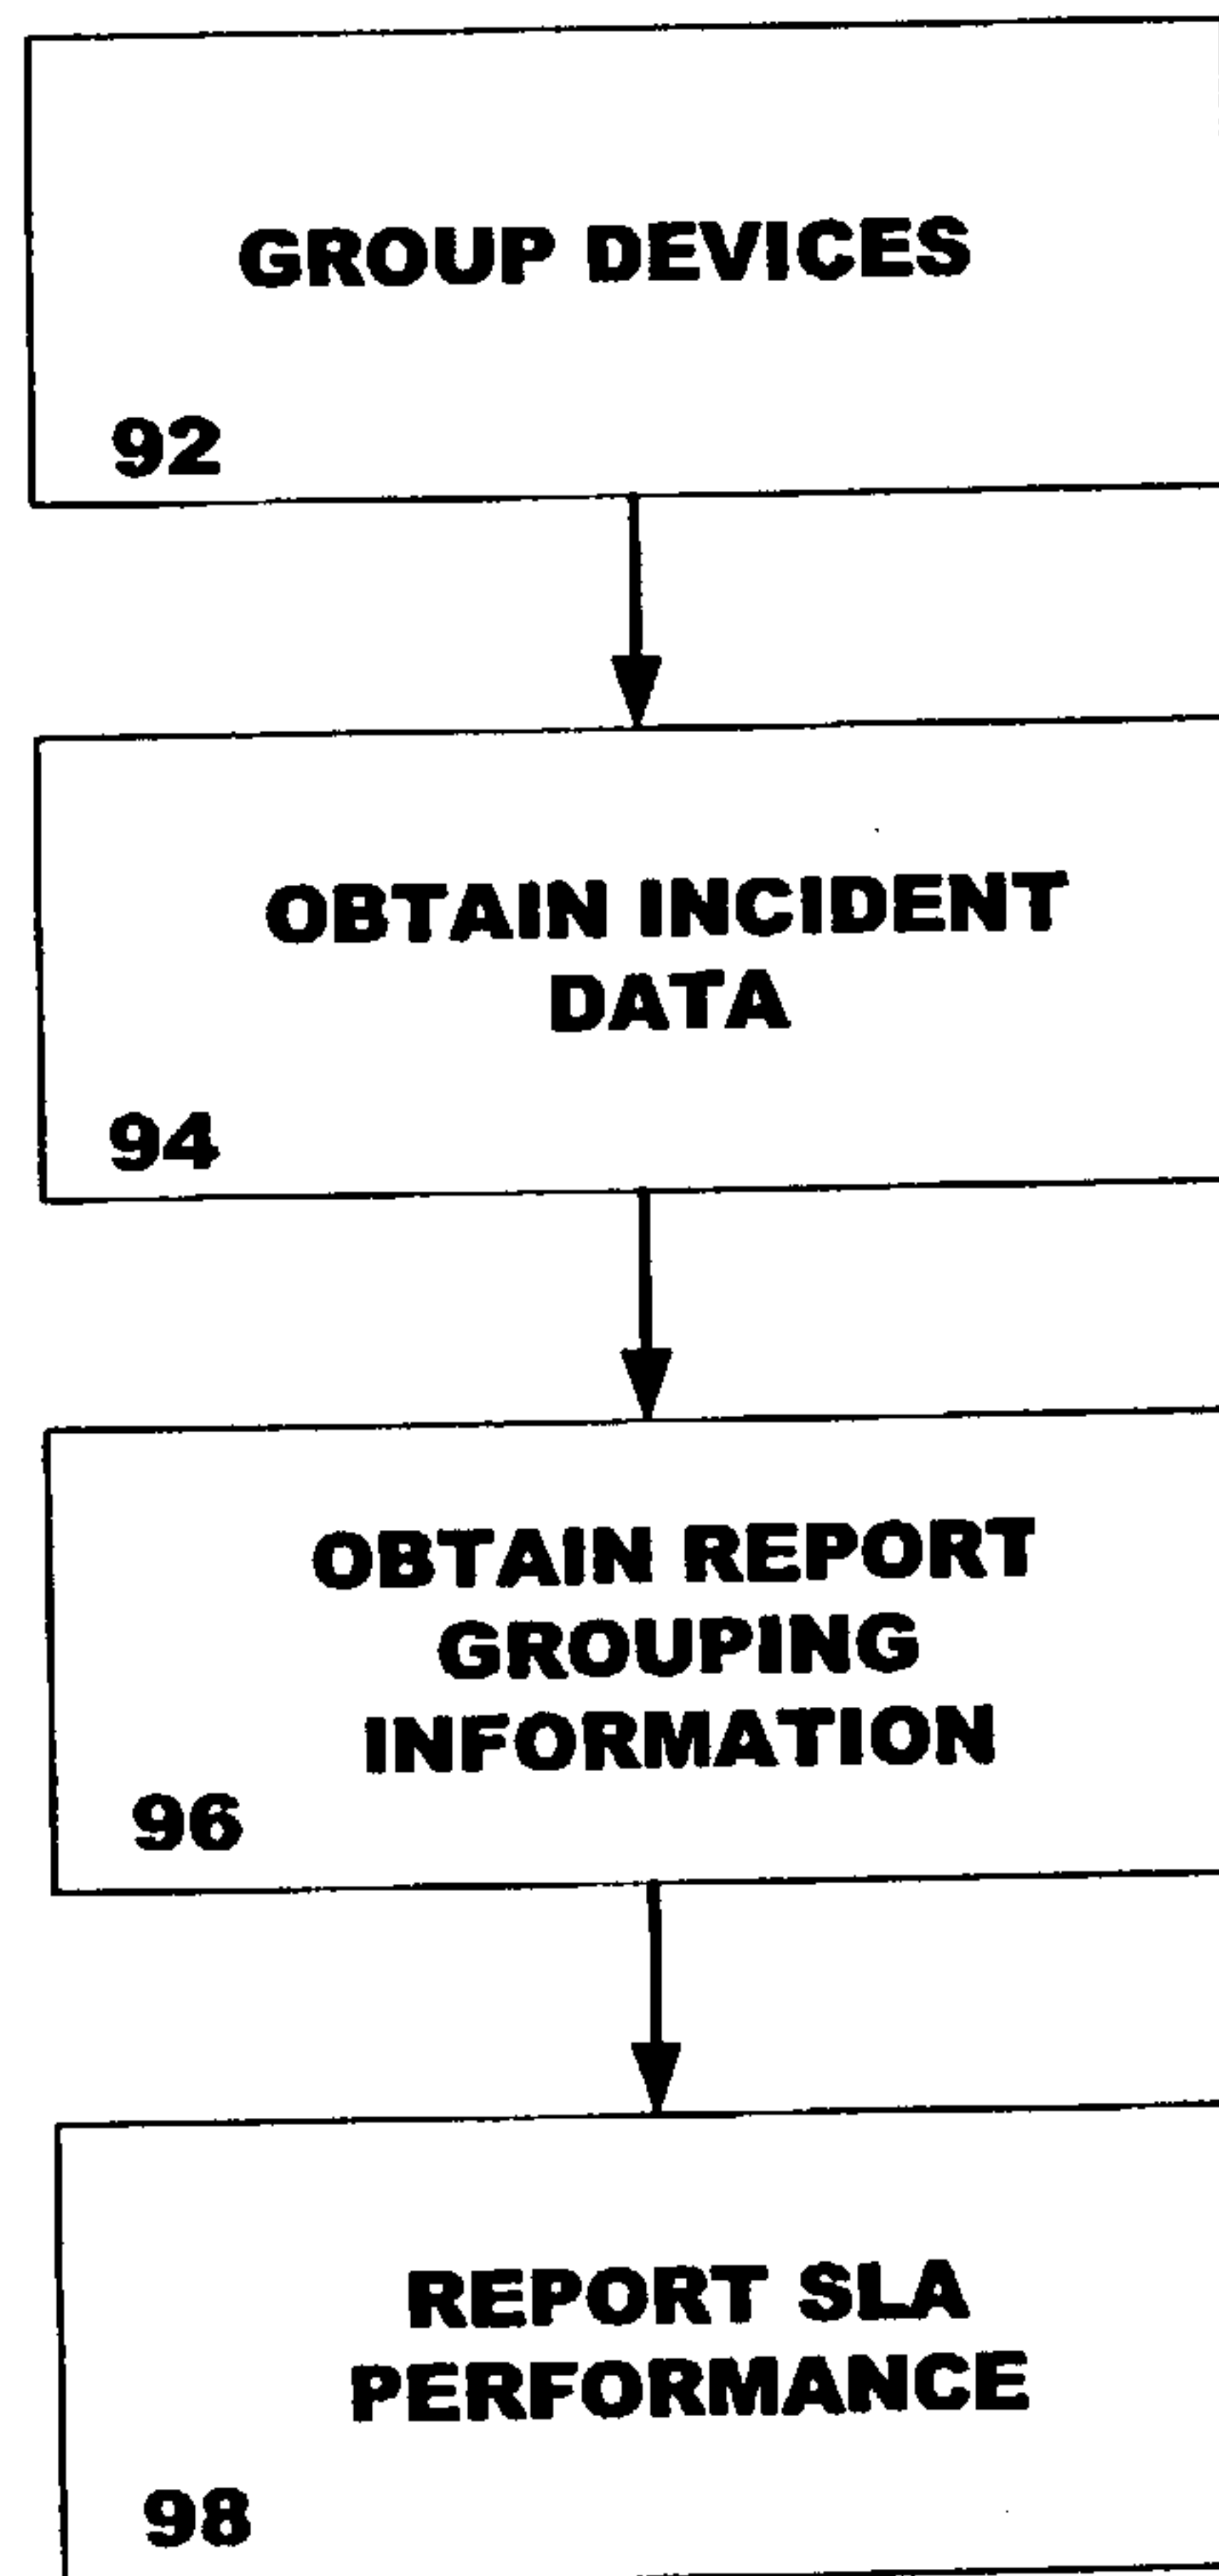 GROUP DEVICES
92
OBTAIN INCIDENT
DATA
94
OBTAIN REPORT
GROUPING
INFORMATION
96
REPORT SLA
PERFORMANCE
98